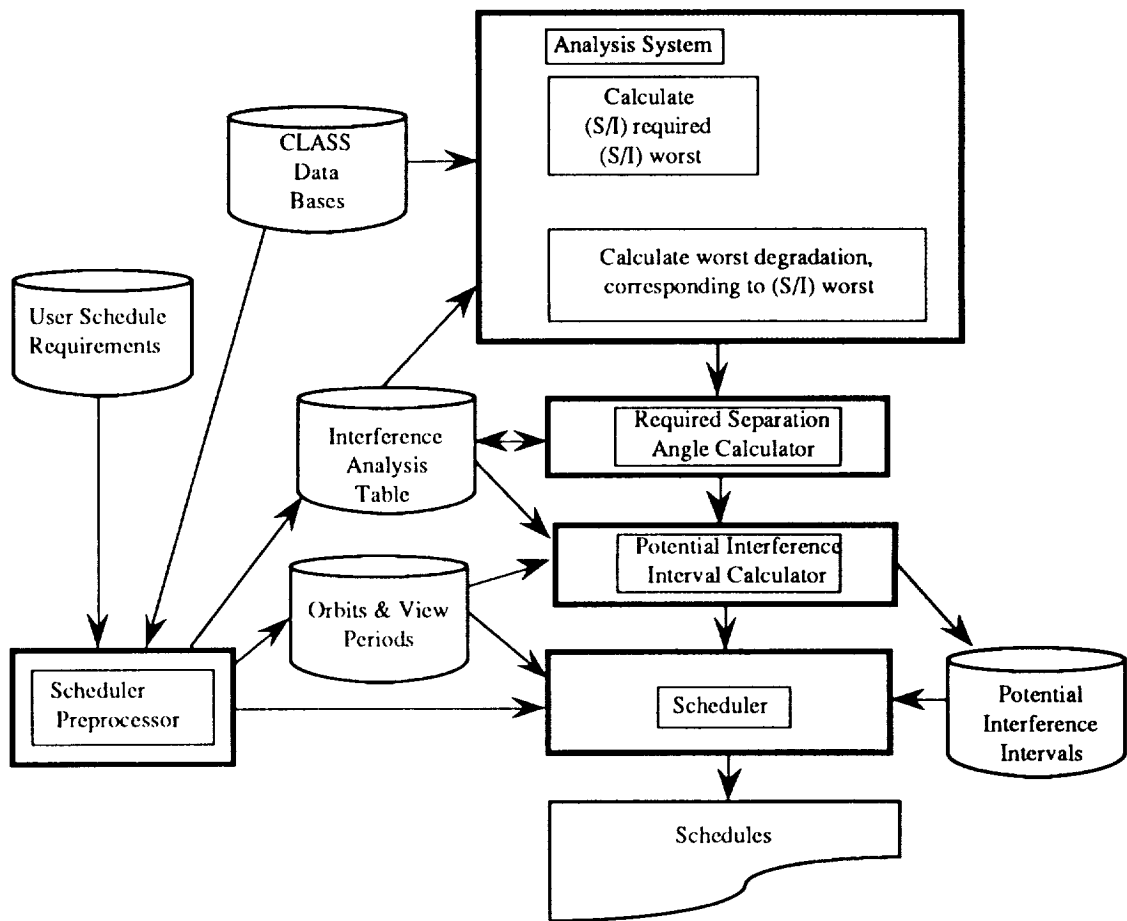 Analysis System
Calculate
(S/I) required
(S/I) worst
CLASS
Data
Bases
Calculate worst degradation,
corresponding to (S/I) worst
User Schedule
Requirements
Interference
Analysis
Table
Required Separation
Angle Calculator
Potential Interference
Interval Calculator
Orbits & View
Periods
Scheduler
Preprocessor
Scheduler
Potential
Interference
Intervals
Schedules